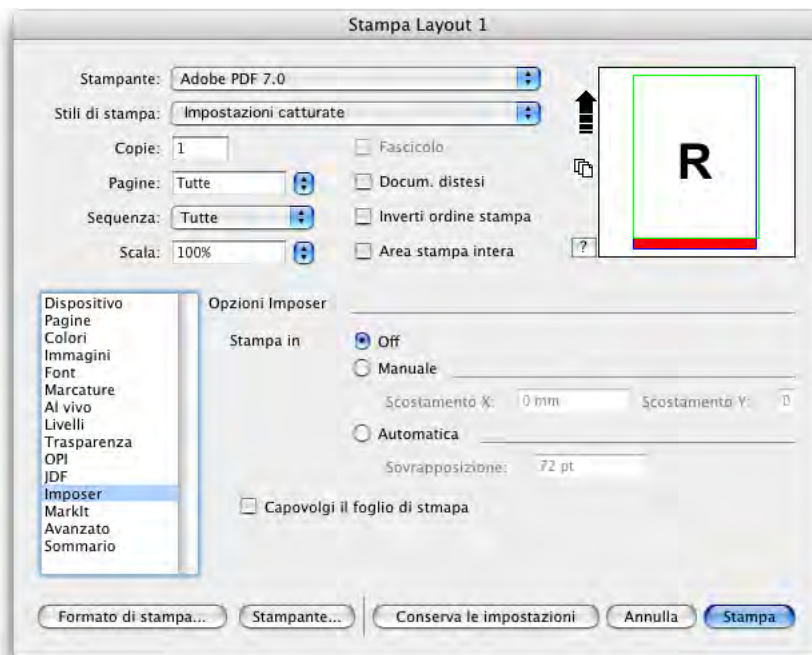 Stampa Layout 1
Stampante: Adobe PDF 7.0
Stili di stampa: Impostazioni catturate
Copie: 1 Fascicolo
Pagine: Tutte Docum. distesi
Sequenza: Tutte Inverti ordine stampa
Scala: 100% Area stampa intera
R
?
Dispositivo
Pagine
Colori
Immagini
Font
Marcature
Al vivo
Livelli
Trasparenza
OPI
JDF
Imposer
MarkIt
Avanzato
Sommario
Opzioni Imposer
Stampa in Off
Manuale
Scostamento X: 0 mm Scostamento Y: 0
Automatica
Sovrapposizione: 72 pt
Capovolgi il foglio di stmapa
Formato di stampa... Stampante... Conserva le impostazioni Annulla Stampa